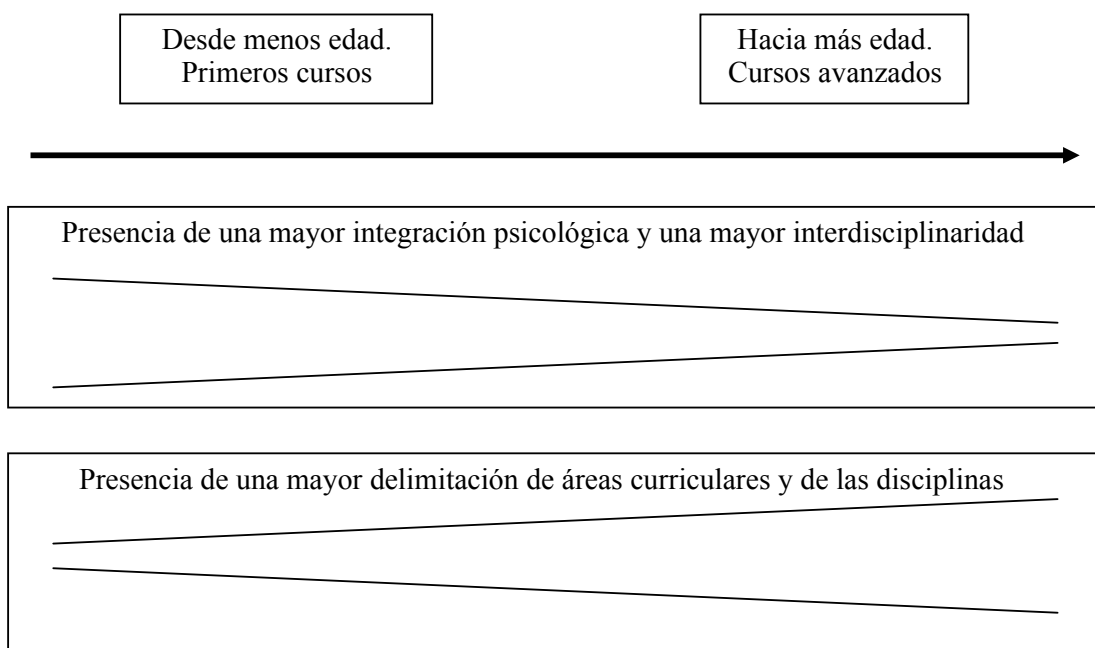 Desde menos edad.
Primeros cursos
Hacia más edad.
Cursos avanzados
Presencia de una mayor integración psicológica y una mayor interdisciplinaridad
Presencia de una mayor delimitación de áreas curriculares y de las disciplinas